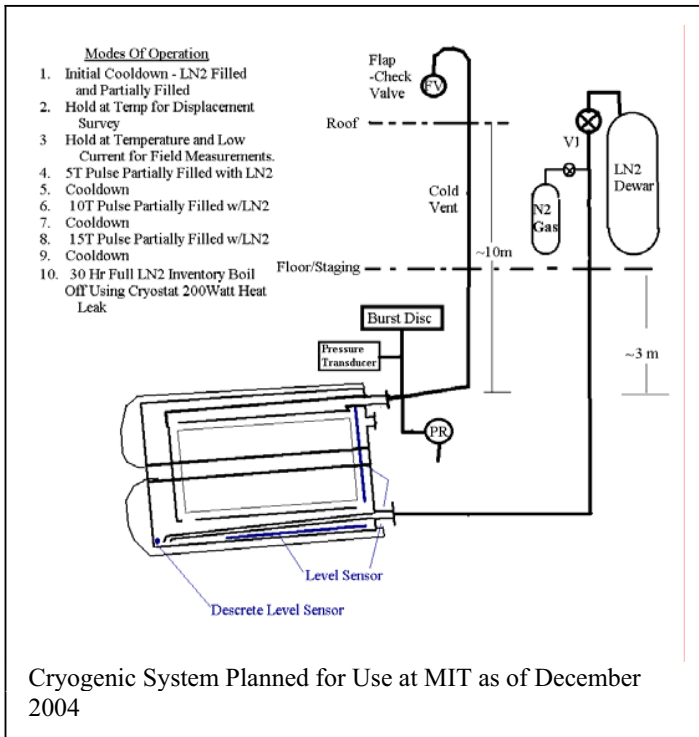 Modes Of Operation
1. Initial Cooldown - LN2 Filled
and Partially Filled
2. Hold at Temp for Displacement
Survey
3 Hold at Temperature and Low
Current for Field Measurements.
4. 5T Pulse Partially Filled with LN2
5. Cooldown
6. 10T Pulse Partially Filled w/LN2
7. Cooldown
8. 15T Pulse Partially Filled w/LN2
9. Cooldown
10. 30 Hr Full LN2 Inventory Boil
Off Using Cryostat 200Watt Heat
Leak
Flap
-Check
Valve
FV
Roof
VJ
LN2
Dewar
N2
Gas
Cold
Vent
~10m
Floor/Staging
Burst Disc
Pressure
Transducer
~3 m
PR
Level Sensor
Descrete Level Sensor
Cryogenic System Planned for Use at MIT as of December
2004